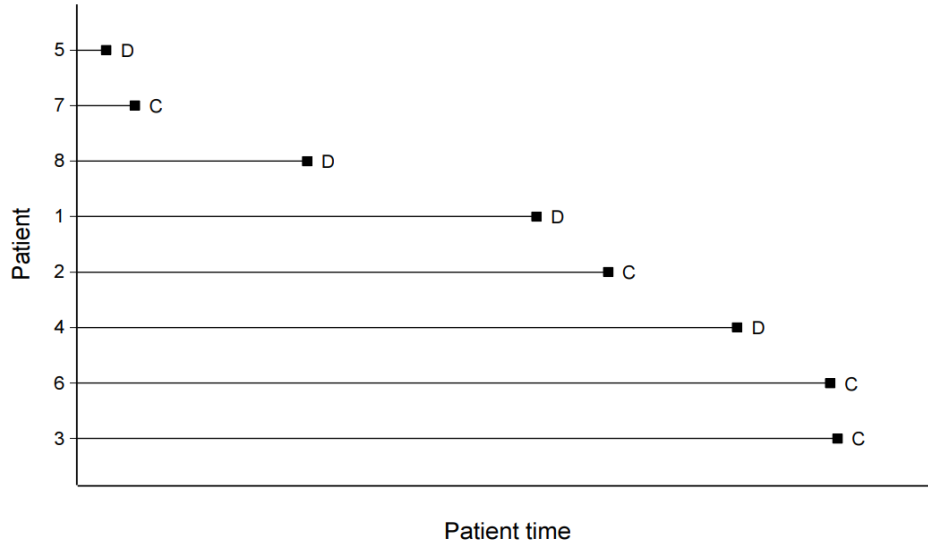 5 D
7 C
8 D
1 D
2 C
4 D
6 C
3 C
Patient
Patient time